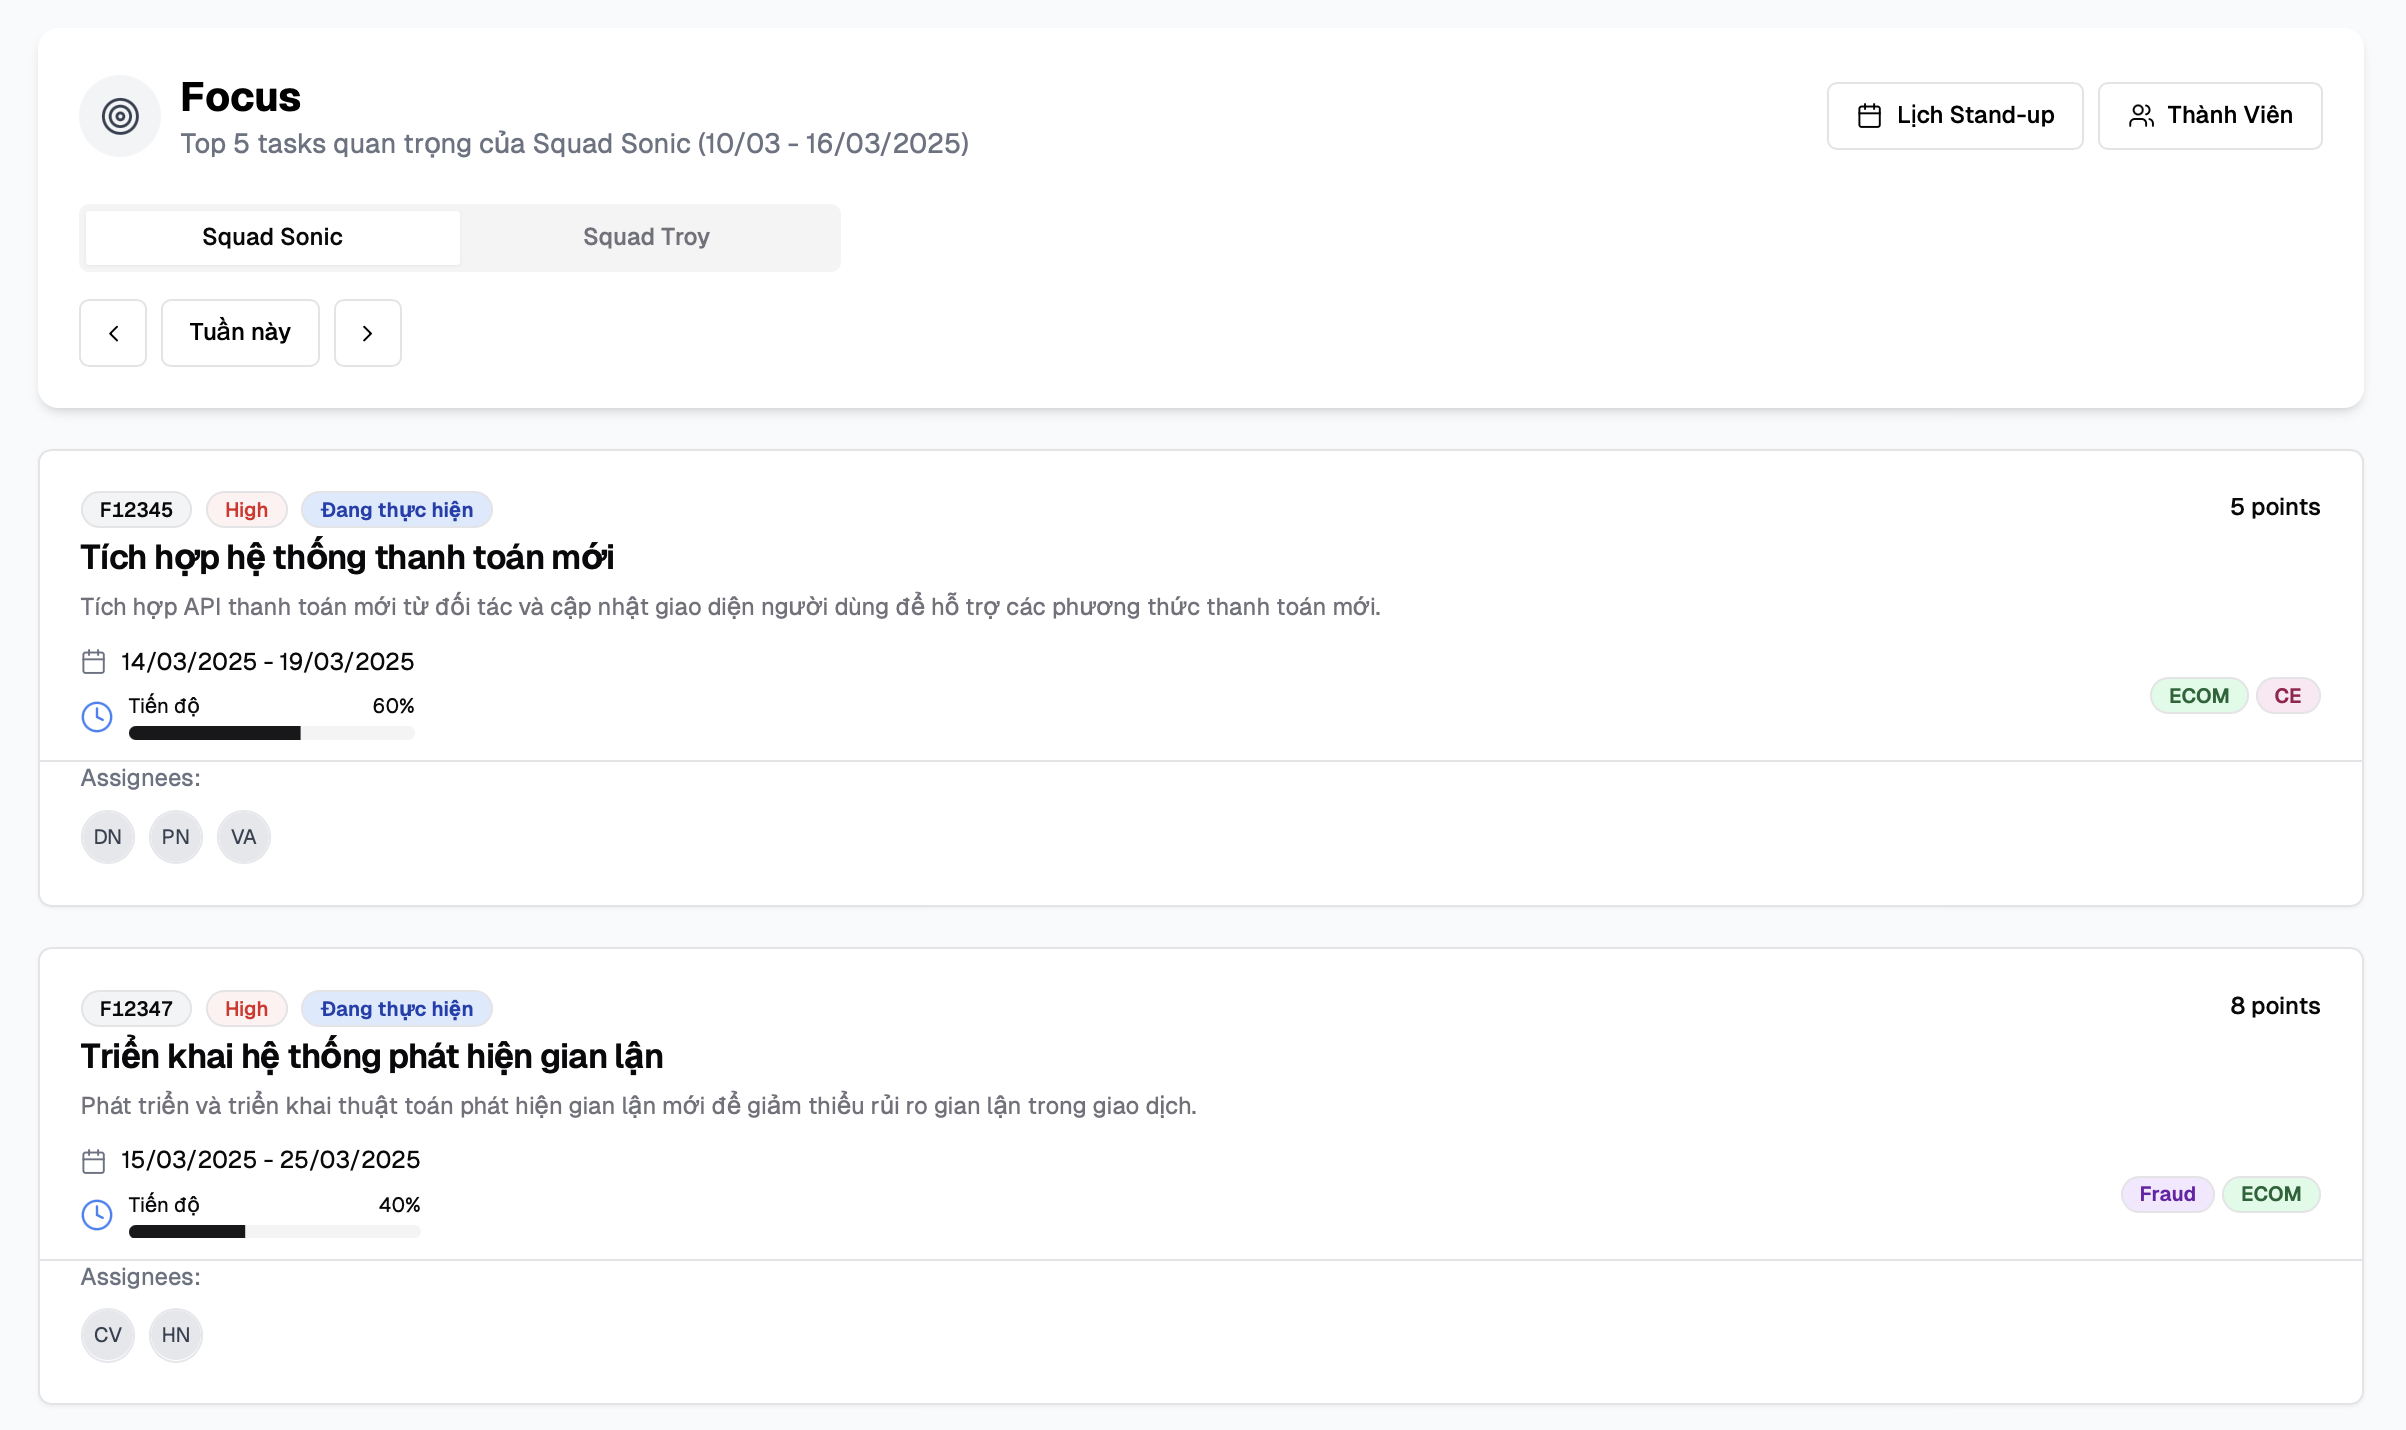 Focus
Top 5 tasks quan trọng của Squad Sonic (10/03 - 16/03/2025)
Lịch Stand-up
Thành Viên
Squad Sonic
Squad Troy
Tuần này
F12345
High
Đang thực hiện
5 points
Tích hợp hệ thống thanh toán mới
Tích hợp API thanh toán mới từ đối tác và cập nhật giao diện người dùng để hỗ trợ các phương thức thanh toán mới.
14/03/2025 - 19/03/2025
Tiến độ
60%
ECOM
CE
Assignees:
DN
PN
VA
F12347
High
Đang thực hiện
8 points
Triển khai hệ thống phát hiện gian lận
Phát triển và triển khai thuật toán phát hiện gian lận mới để giảm thiểu rủi ro gian lận trong giao dịch.
15/03/2025 - 25/03/2025
Tiến độ
40%
Fraud
ECOM
Assignees:
CV
HN